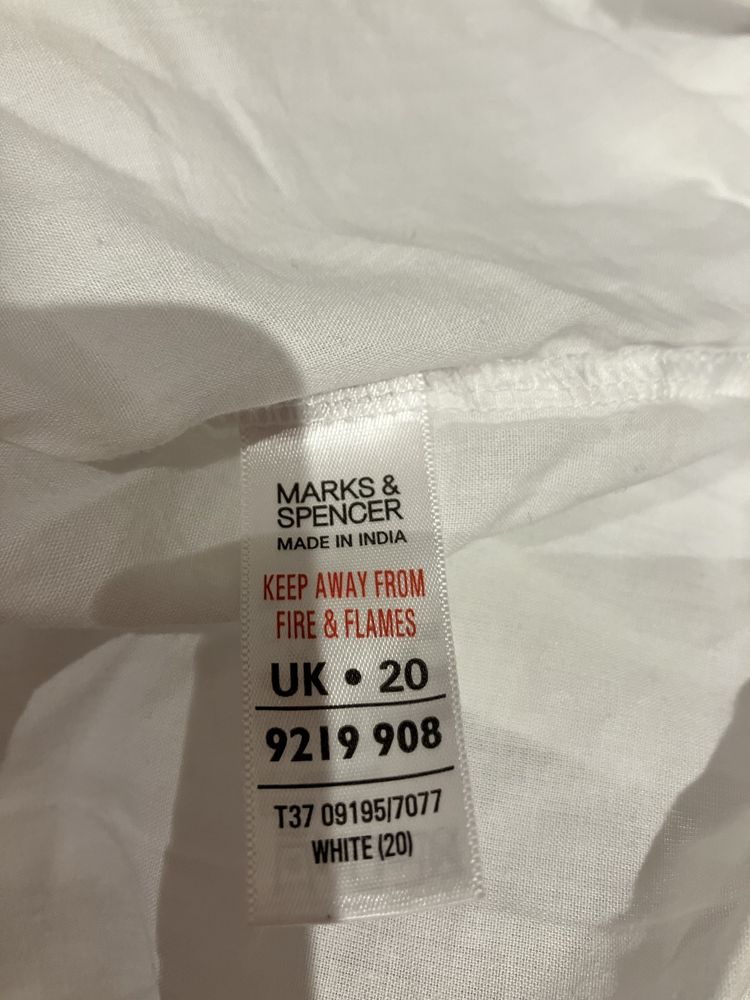 MARKS &
SPENCER
MADE IN INDIA
KEEP AWAY FROM
FIRE & FLAMES
UK • 20
9219 908
T37 09195/7077
WHITE (20)